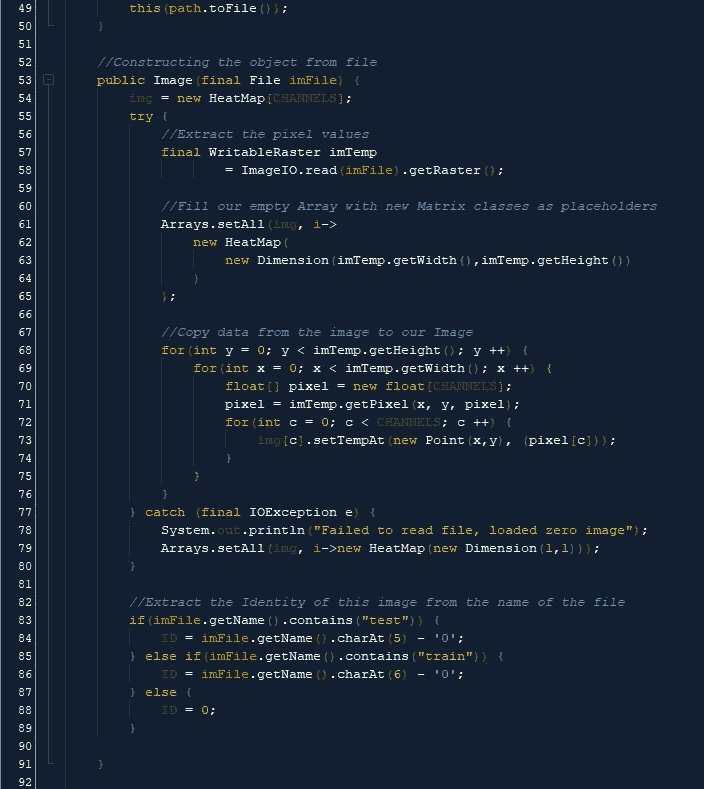 49 this(path.toFile());
50 }
51
52 //Constructing the object from file
53 public Image(final File imFile) {
54 img = new HeatMap[CHANNELS];
55 try {
56 //Extract the pixel values
57 final WritableRaster imTemp
58 = ImageIO.read(imFile).getRaster();
59
60 //Fill our empty Array with new Matrix classes as placeholders
61 Arrays.setAll(img, i->
62 new HeatMap(
63 new Dimension(imTemp.getWidth(),imTemp.getHeight())
64 )
65 );
66
67 //Copy data from the image to our Image
68 for(int y = 0; y < imTemp.getHeight(); y ++) {
69 for(int x = 0; x < imTemp.getWidth(); x ++) {
70 float[] pixel = new float[CHANNELS];
71 pixel = imTemp.getPixel(x, y, pixel);
72 for(int c = 0; c < CHANNELS; c ++) {
73 img[c].setTempAt(new Point(x,y), (pixel[c]));
74 }
75 }
76 }
77 } catch (final IOException e) {
78 System.out.println("Failed to read file, loaded zero image");
79 Arrays.setAll(img, i->new HeatMap(new Dimension(1,1)));
80 }
81
82 //Extract the Identity of this image from the name of the file
83 if(imFile.getName().contains("test")) {
84 ID = imFile.getName().charAt(5) - '0';
85 } else if(imFile.getName().contains("train")) {
86 ID = imFile.getName().charAt(6) - '0';
87 } else {
88 ID = 0;
89 }
90
91 }
92